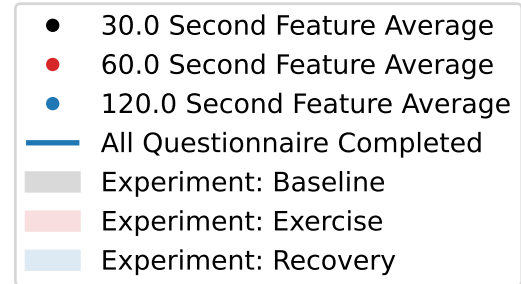 30.0 Second Feature Average
60.0 Second Feature Average
120.0 Second Feature Average
All Questionnaire Completed
Experiment: Baseline
Experiment: Exercise
Experiment: Recovery